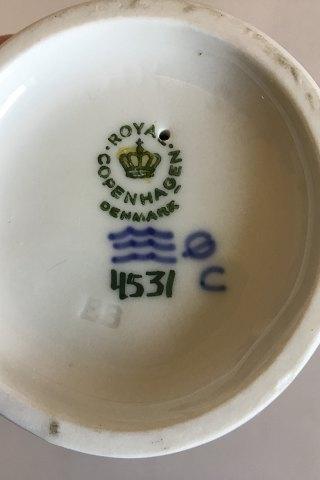 ROYAL
COPENHAGEN
DENMARK
Ø
4531 C